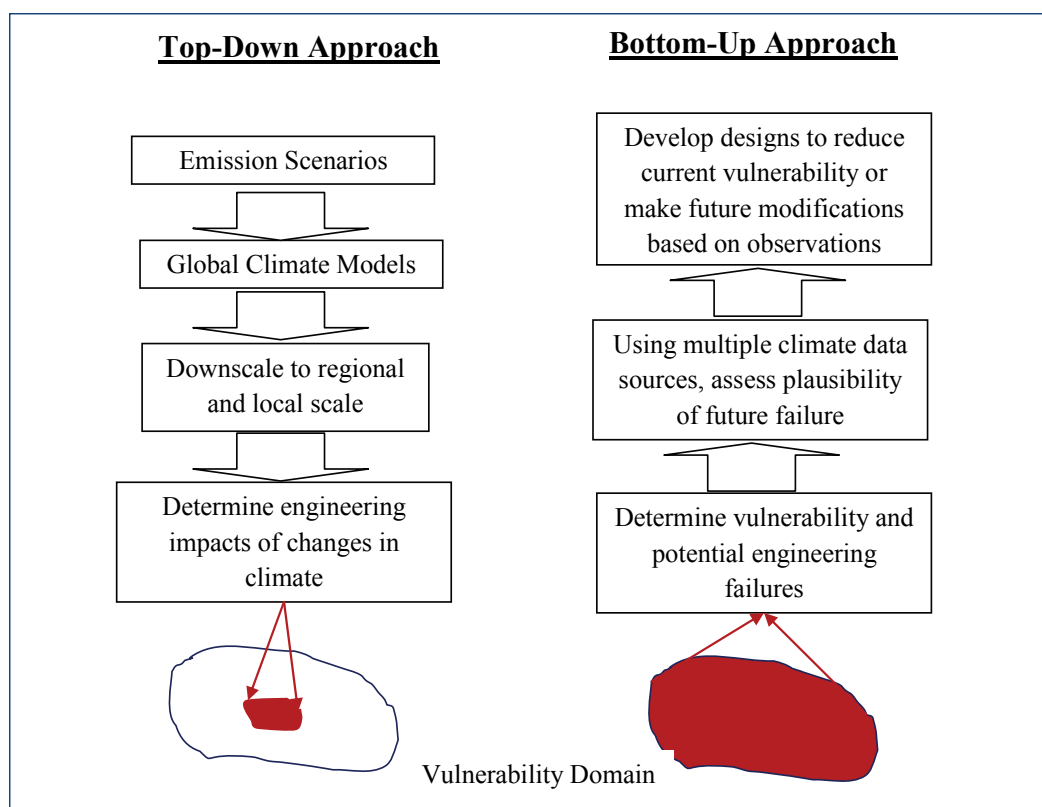 Top-Down Approach
Emission Scenarios
Global Climate Models
Downscale to regional
and local scale
Determine engineering
impacts of changes in
climate
Bottom-Up Approach
Develop designs to reduce
current vulnerability or
make future modifications
based on observations
Using multiple climate data
sources, assess plausibility
of future failure
Determine vulnerability and
potential engineering
failures
Vulnerability Domain